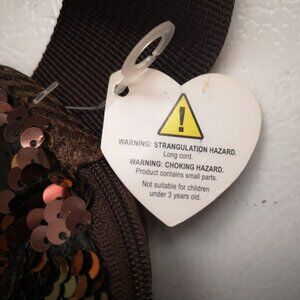 !
WARNING: STRANGULATION HAZARD.
Long cord.
WARNING: CHOKING HAZARD.
Product contains small parts.
Not suitable for children
under 3 years old.